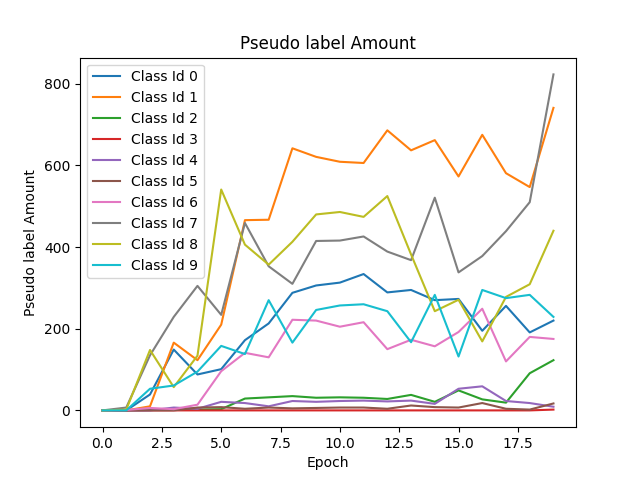 Pseudo label Amount
Pseudo label Amount
800
600
400
200
0
Class Id 0
Class Id 1
Class Id 2
Class Id 3
Class Id 4
Class Id 5
Class Id 6
Class Id 7
Class Id 8
Class Id 9
0.0 2.5 5.0 7.5 10.0 12.5 15.0 17.5
Epoch